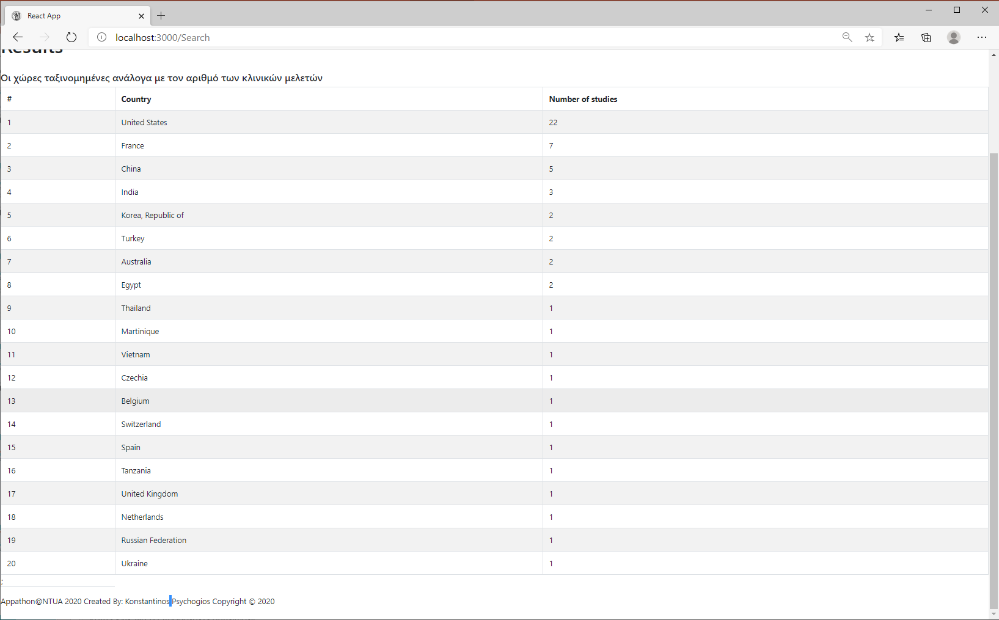 React App
localhost:3000/Search
Results
Οι χώρες ταξινομημένες ανάλογα με τον αριθμό των κλινικών μελετών
# Country Number of studies
1 United States 22
2 France 7
3 China 5
4 India 3
5 Korea, Republic of 2
6 Turkey 2
7 Australia 2
8 Egypt 2
9 Thailand 1
10 Martinique 1
11 Vietnam 1
12 Czechia 1
13 Belgium 1
14 Switzerland 1
15 Spain 1
16 Tanzania 1
17 United Kingdom 1
18 Netherlands 1
19 Russian Federation 1
20 Ukraine 1
;
Appathon@NTUA 2020 Created By: Konstantinos Psychogios Copyright © 2020